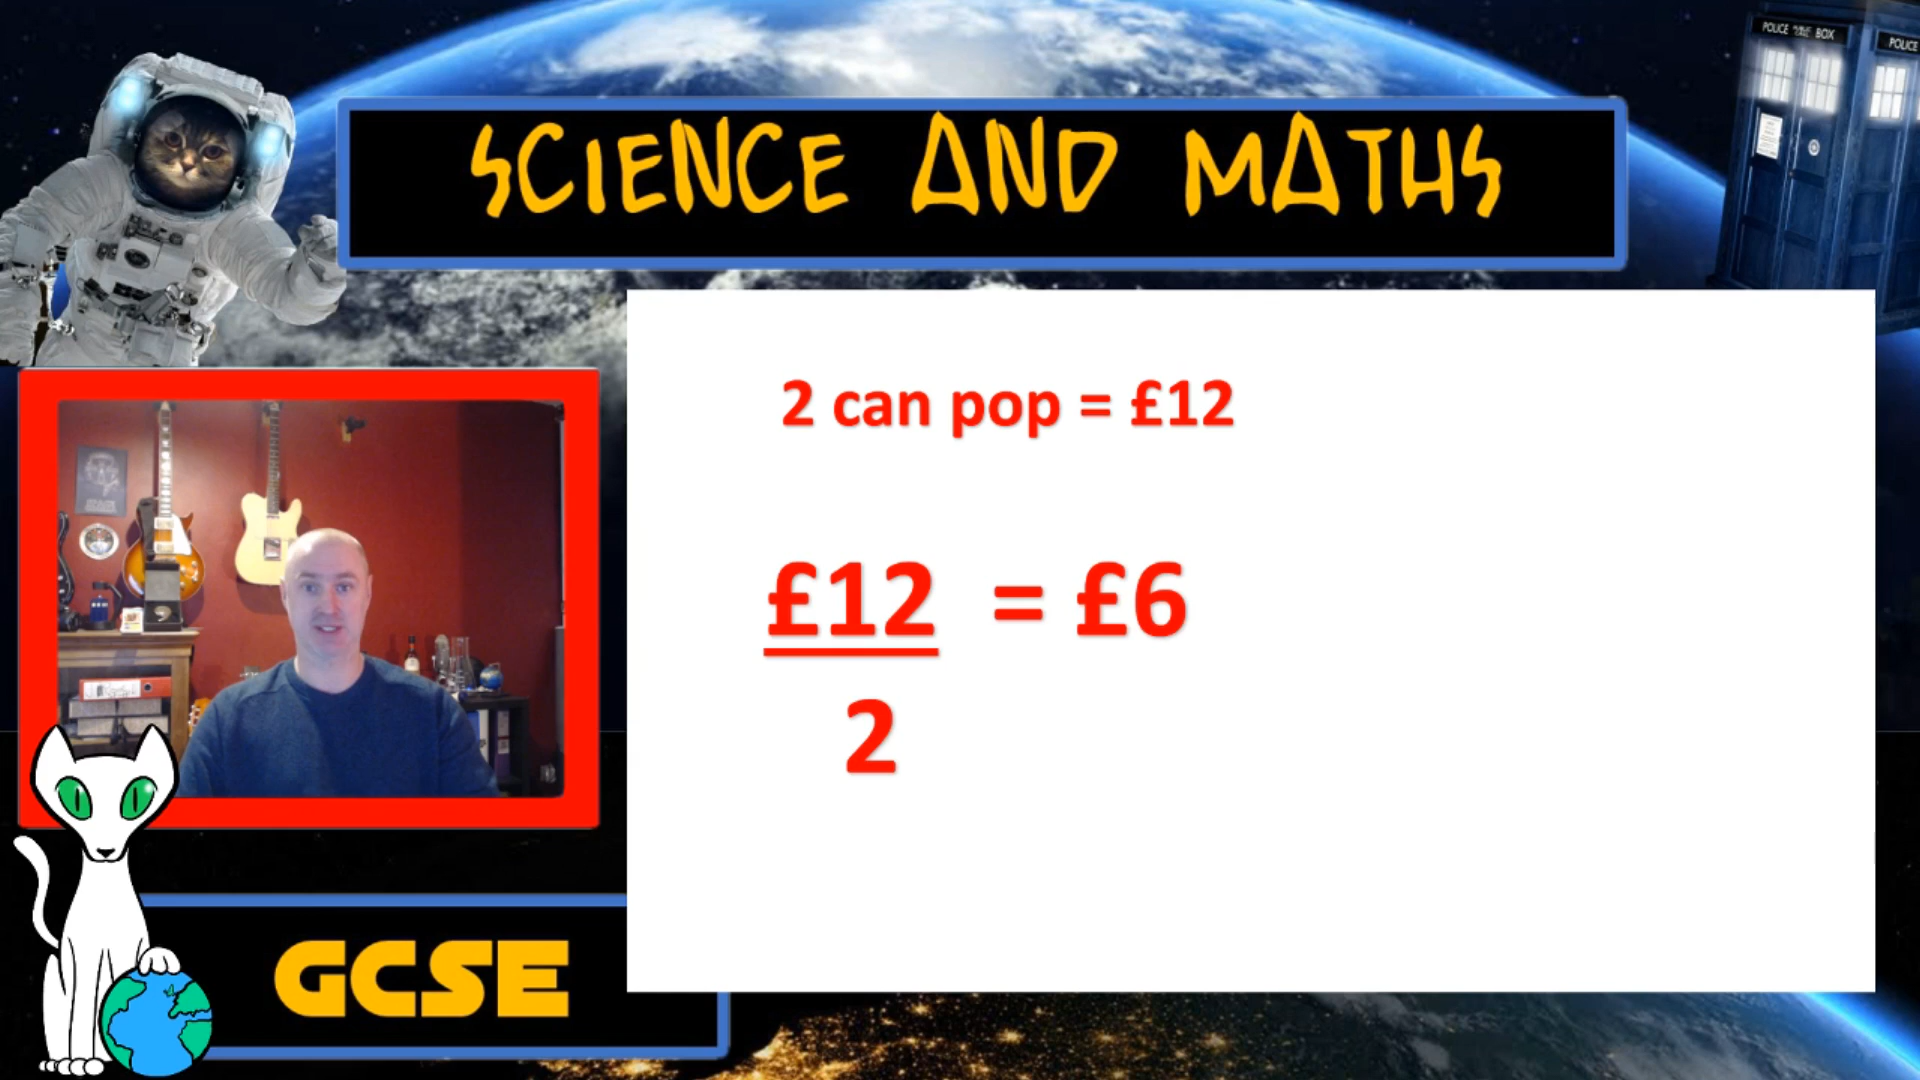 POLICE BOX
POLICE
SCIENCE AND MATHS
2 can pop = £12
£12 = £6
2
GCSE